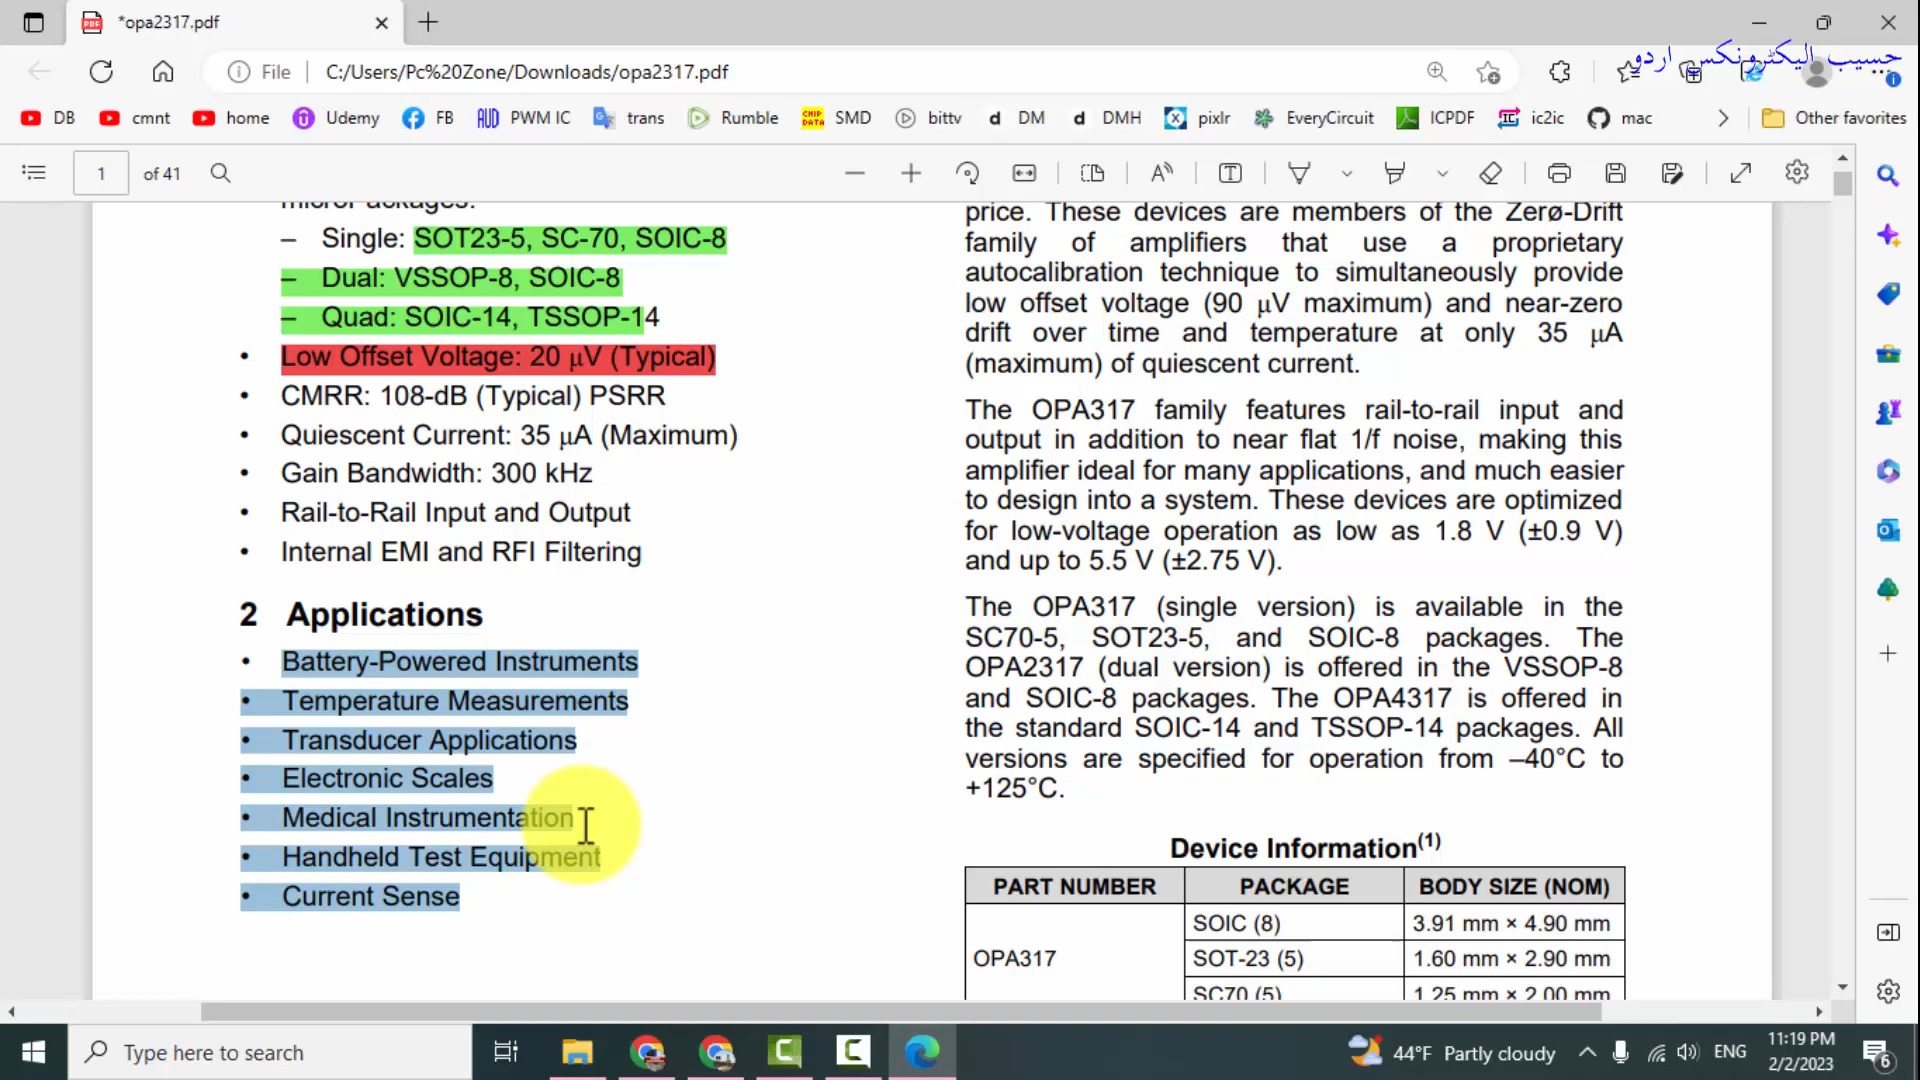 *opa2317.pdf
File
C:/Users/Pc%20Zone/Downloads/opa2317.pdf
حسیب الیکٹرونکس اردو
DB cmnt home Udemy FB PWM IC trans Rumble SMD bittv DM DMH pixlr EveryCircuit ICPDF ic2ic mac Other favorites
1 of 41
– Single: SOT23-5, SC-70, SOIC-8
– Dual: VSSOP-8, SOIC-8
– Quad: SOIC-14, TSSOP-14
• Low Offset Voltage: 20 μV (Typical)
• CMRR: 108-dB (Typical) PSRR
• Quiescent Current: 35 μA (Maximum)
• Gain Bandwidth: 300 kHz
• Rail-to-Rail Input and Output
• Internal EMI and RFI Filtering
2 Applications
• Battery-Powered Instruments
• Temperature Measurements
• Transducer Applications
• Electronic Scales
• Medical Instrumentation
• Handheld Test Equipment
• Current Sense
price. These devices are members of the Zerø-Drift
family of amplifiers that use a proprietary
autocalibration technique to simultaneously provide
low offset voltage (90 μV maximum) and near-zero
drift over time and temperature at only 35 μA
(maximum) of quiescent current.
The OPA317 family features rail-to-rail input and
output in addition to near flat 1/f noise, making this
amplifier ideal for many applications, and much easier
to design into a system. These devices are optimized
for low-voltage operation as low as 1.8 V (±0.9 V)
and up to 5.5 V (±2.75 V).
The OPA317 (single version) is available in the
SC70-5, SOT23-5, and SOIC-8 packages. The
OPA2317 (dual version) is offered in the VSSOP-8
and SOIC-8 packages. The OPA4317 is offered in
the standard SOIC-14 and TSSOP-14 packages. All
versions are specified for operation from –40°C to
+125°C.
Device Information(1)
PART NUMBER PACKAGE BODY SIZE (NOM)
SOIC (8) 3.91 mm × 4.90 mm
OPA317 SOT-23 (5) 1.60 mm × 2.90 mm
SC70 (5) 1.25 mm × 2.00 mm
Type here to search
44°F Partly cloudy
ENG
11:19 PM
2/2/2023
6